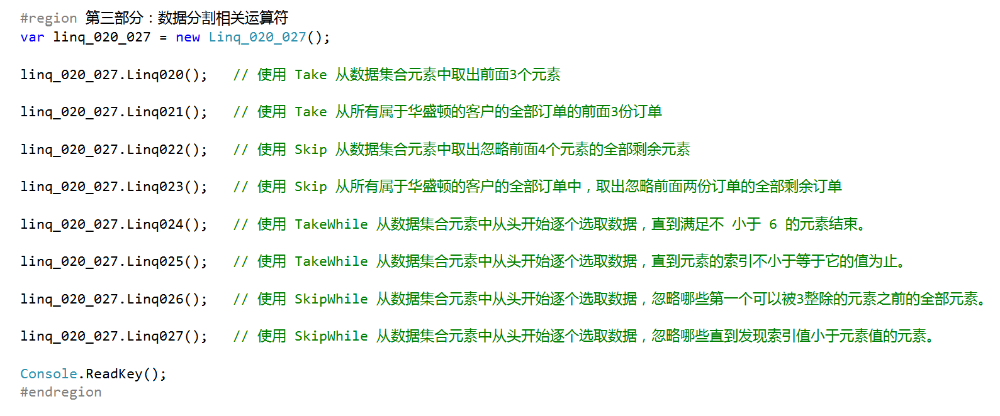 #region 第三部分：数据分割相关运算符
var linq_020_027 = new Linq_020_027();
linq_020_027.Linq020();   // 使用 Take 从数据集合元素中取出前面3个元素
linq_020_027.Linq021();   // 使用 Take 从所有属于华盛顿的客户的全部订单的前面3份订单
linq_020_027.Linq022();   // 使用 Skip 从数据集合元素中取出忽略前面4个元素的全部剩余元素
linq_020_027.Linq023();   // 使用 Skip 从所有属于华盛顿的客户的全部订单中，取出忽略前面两份订单的全部剩余订单
linq_020_027.Linq024();   // 使用 TakeWhile 从数据集合元素中从头开始逐个选取数据，直到满足不 小于 6 的元素结束。
linq_020_027.Linq025();   // 使用 TakeWhile 从数据集合元素中从头开始逐个选取数据，直到元素的索引不小于等于它的值为止。
linq_020_027.Linq026();   // 使用 SkipWhile 从数据集合元素中从头开始逐个选取数据，忽略哪些第一个可以被3整除的元素之前的全部元素。
linq_020_027.Linq027();   // 使用 SkipWhile 从数据集合元素中从头开始逐个选取数据，忽略哪些直到发现索引值小于元素值的元素。
Console.ReadKey();
#endregion